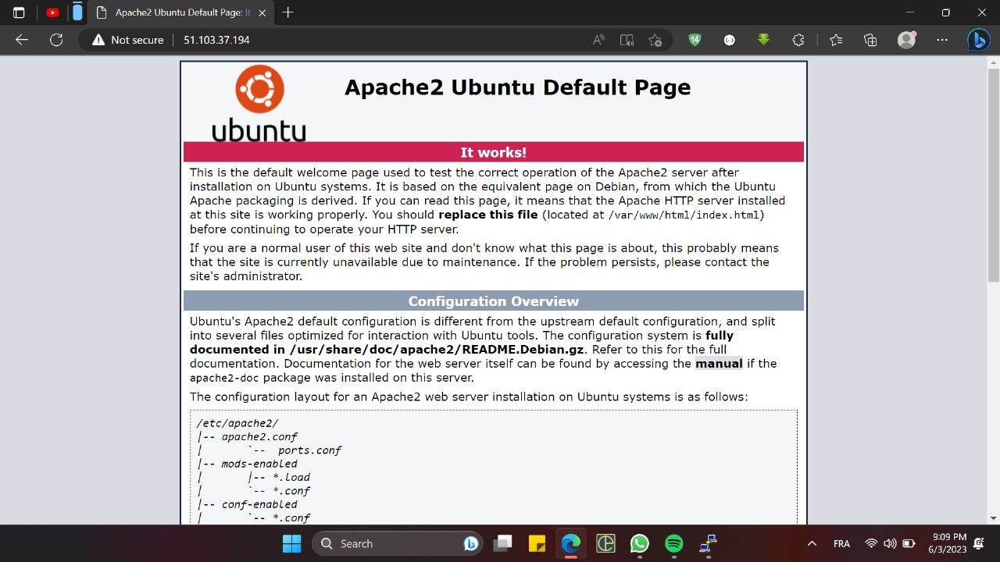 Apache2 Ubuntu Default Page: It
Not secure
51.103.37.194
14
ubuntu
Apache2 Ubuntu Default Page
It works!
This is the default welcome page used to test the correct operation of the Apache2 server after
installation on Ubuntu systems. It is based on the equivalent page on Debian, from which the Ubuntu
Apache packaging is derived. If you can read this page, it means that the Apache HTTP server installed
at this site is working properly. You should replace this file (located at /var/www/html/index.html)
before continuing to operate your HTTP server.
If you are a normal user of this web site and don't know what this page is about, this probably means
that the site is currently unavailable due to maintenance. If the problem persists, please contact the
site's administrator.
Configuration Overview
Ubuntu's Apache2 default configuration is different from the upstream default configuration, and split
into several files optimized for interaction with Ubuntu tools. The configuration system is fully
documented in /usr/share/doc/apache2/README.Debian.gz. Refer to this for the full
documentation. Documentation for the web server itself can be found by accessing the manual if the
apache2-doc package was installed on this server.
The configuration layout for an Apache2 web server installation on Ubuntu systems is as follows:
/etc/apache2/
|-- apache2.conf
|       `--  ports.conf
|-- mods-enabled
|       |-- *.load
|       `-- *.conf
|-- conf-enabled
|       `-- *.conf
Search
FRA
9:09 PM
6/3/2023